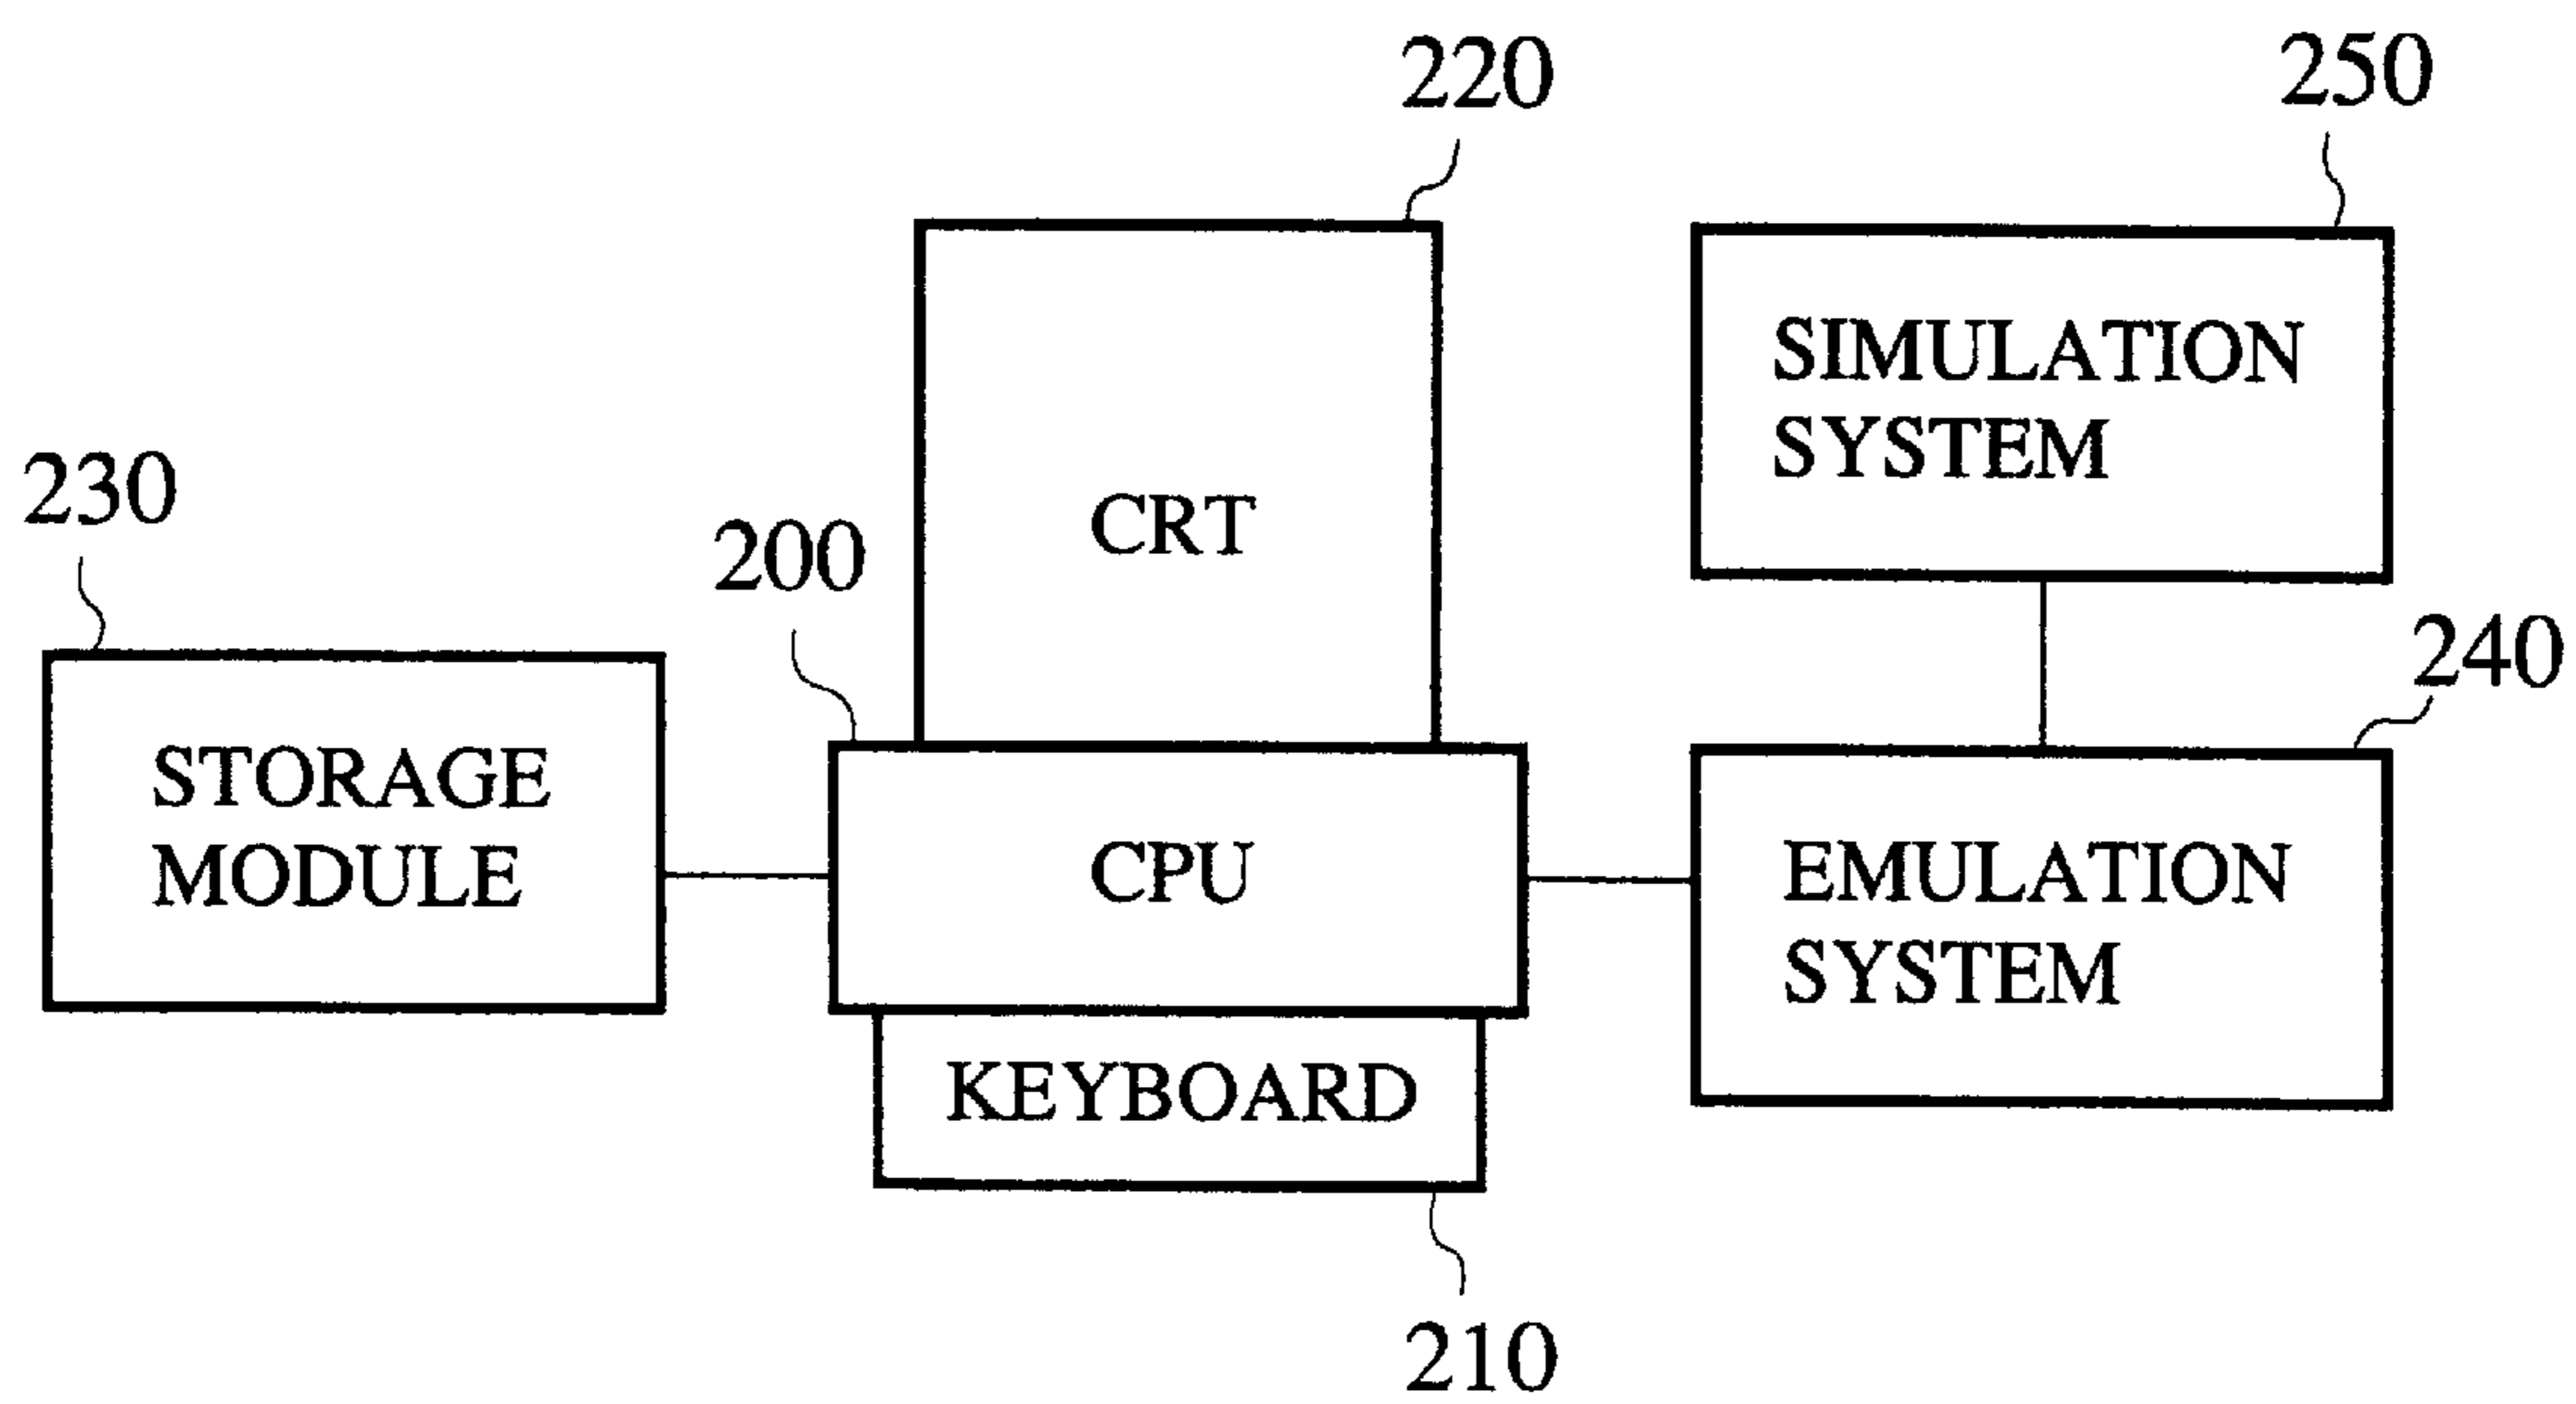 220
250
SIMULATION
SYSTEM
CRT
230
200
240
STORAGE
MODULE
CPU
EMULATION
SYSTEM
KEYBOARD
210